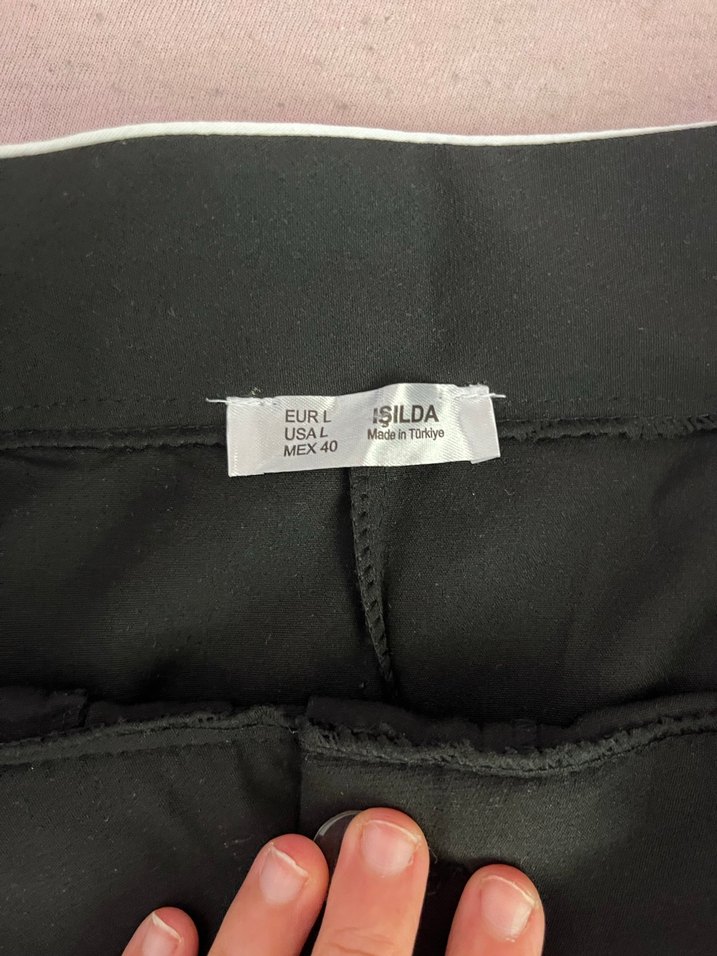 EUR L
USA L
MEX 40
IŞILDA
Made in Türkiye